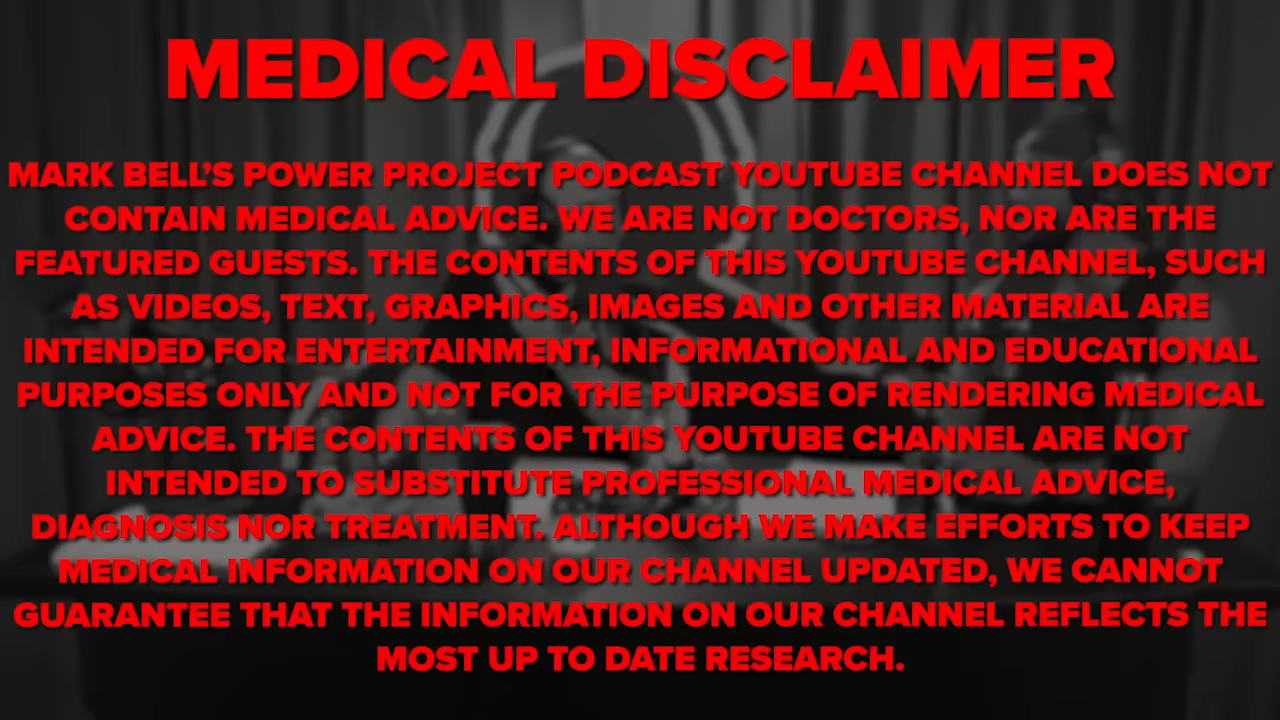 MEDICAL DISCLAIMER
MARK BELL'S POWER PROJECT PODCAST YOUTUBE CHANNEL DOES NOT
CONTAIN MEDICAL ADVICE. WE ARE NOT DOCTORS, NOR ARE THE
FEATURED GUESTS. THE CONTENTS OF THIS YOUTUBE CHANNEL, SUCH
AS VIDEOS, TEXT, GRAPHICS, IMAGES AND OTHER MATERIAL ARE
INTENDED FOR ENTERTAINMENT, INFORMATIONAL AND EDUCATIONAL
PURPOSES ONLY AND NOT FOR THE PURPOSE OF RENDERING MEDICAL
ADVICE. THE CONTENTS OF THIS YOUTUBE CHANNEL ARE NOT
INTENDED TO SUBSTITUTE PROFESSIONAL MEDICAL ADVICE,
DIAGNOSIS NOR TREATMENT. ALTHOUGH WE MAKE EFFORTS TO KEEP
MEDICAL INFORMATION ON OUR CHANNEL UPDATED, WE CANNOT
GUARANTEE THAT THE INFORMATION ON OUR CHANNEL REFLECTS THE
MOST UP TO DATE RESEARCH.